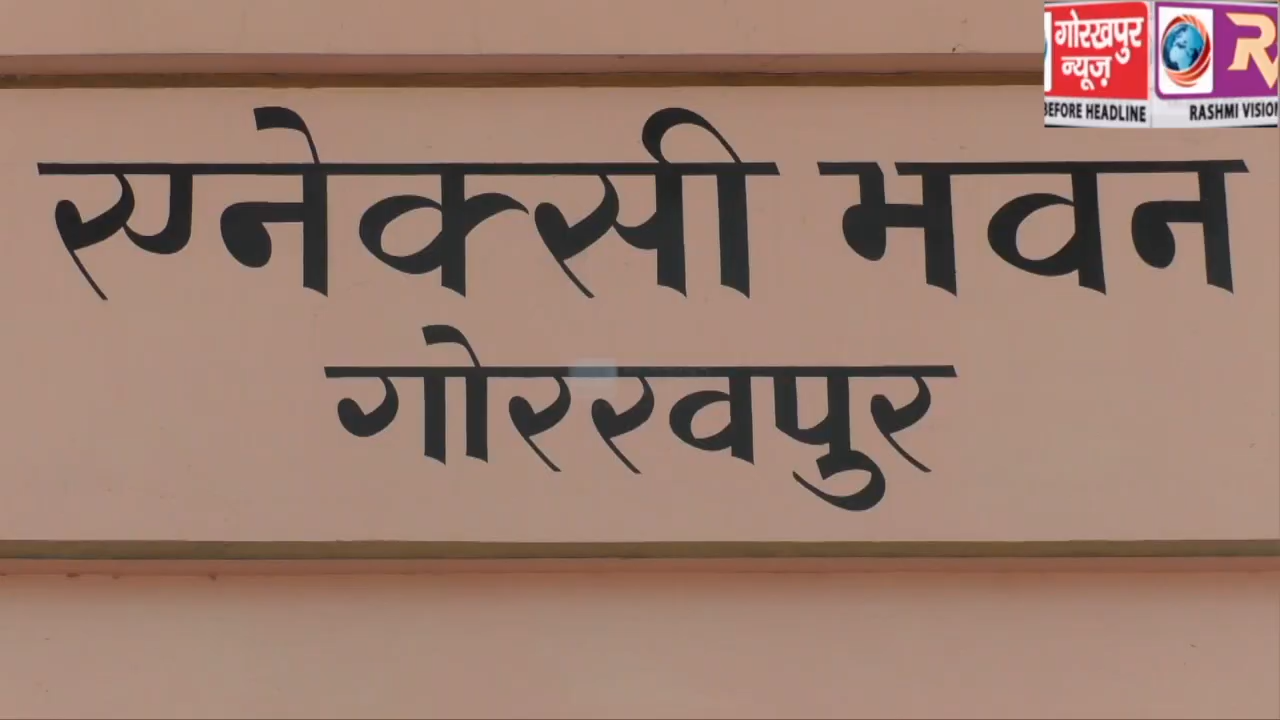 एनेक्सी भवन
गोरखपुर
गोरखपुर
न्यूज़
BEFORE HEADLINE
R
RASHMI VISION